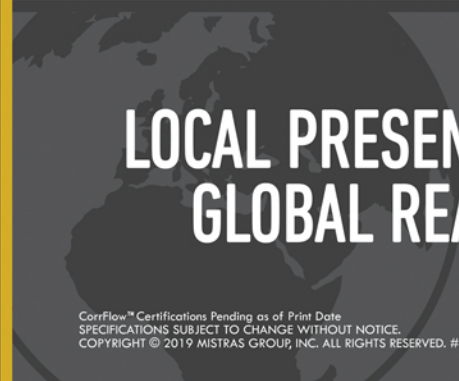 LOCAL PRESEN
GLOBAL REA
CorrFlow™ Certifications Pending as of Print Date
SPECIFICATIONS SUBJECT TO CHANGE WITHOUT NOTICE.
COPYRIGHT © 2019 MISTRAS GROUP, INC. ALL RIGHTS RESERVED. #